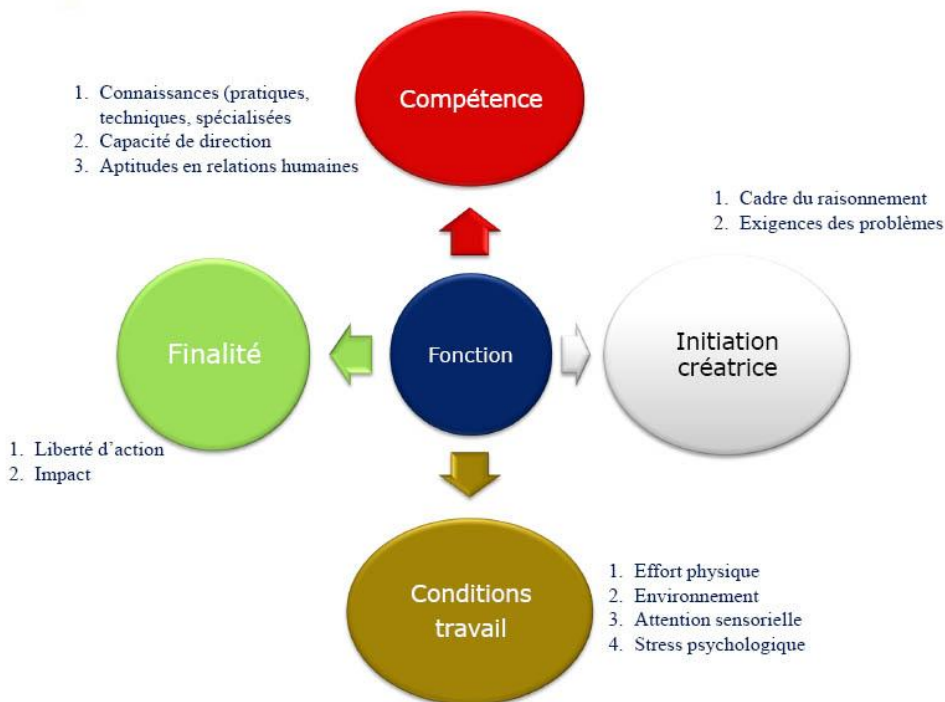 Compétence
1. Connaissances (pratiques,
techniques, spécialisées
2. Capacité de direction
3. Aptitudes en relations humaines
1. Cadre du raisonnement
2. Exigences des problèmes
Finalité
Fonction
Initiation
créatrice
1. Liberté d’action
2. Impact
Conditions
travail
1. Effort physique
2. Environnement
3. Attention sensorielle
4. Stress psychologique